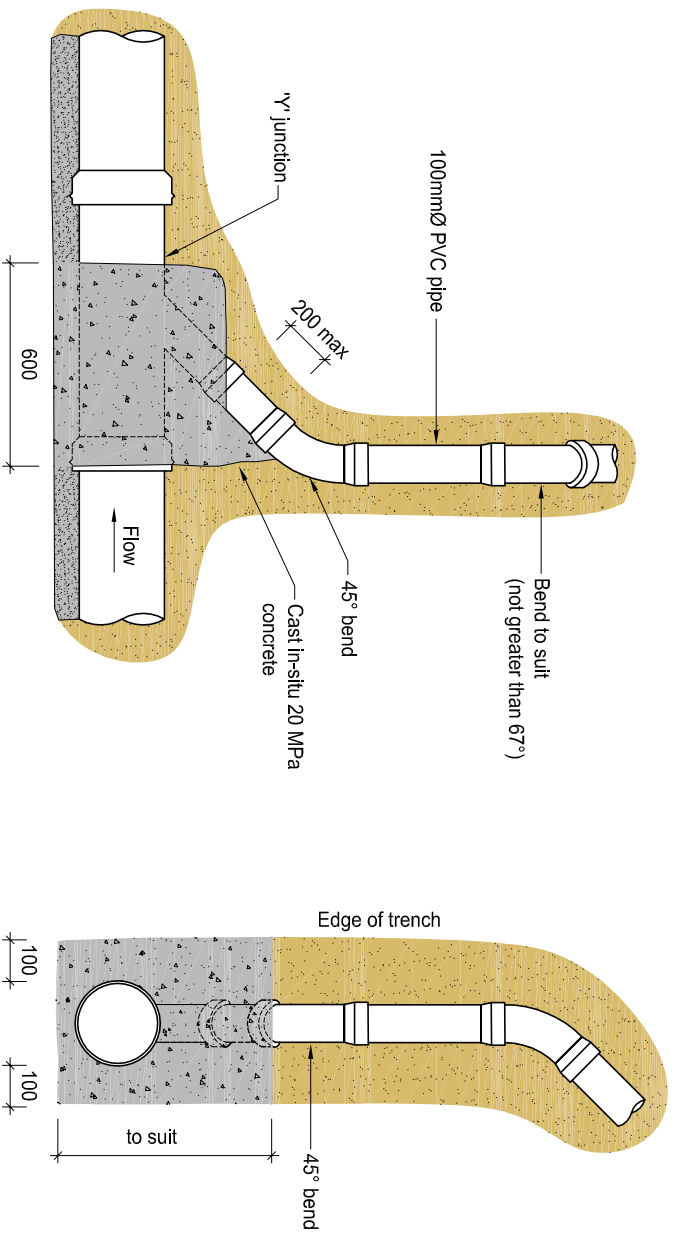 'Y' junction
100mmØ PVC pipe
200 max
600
Flow
45° bend
Cast in-situ 20 MPa
concrete
Bend to suit
(not greater than 67°)
Edge of trench
100
100
to suit
45° bend